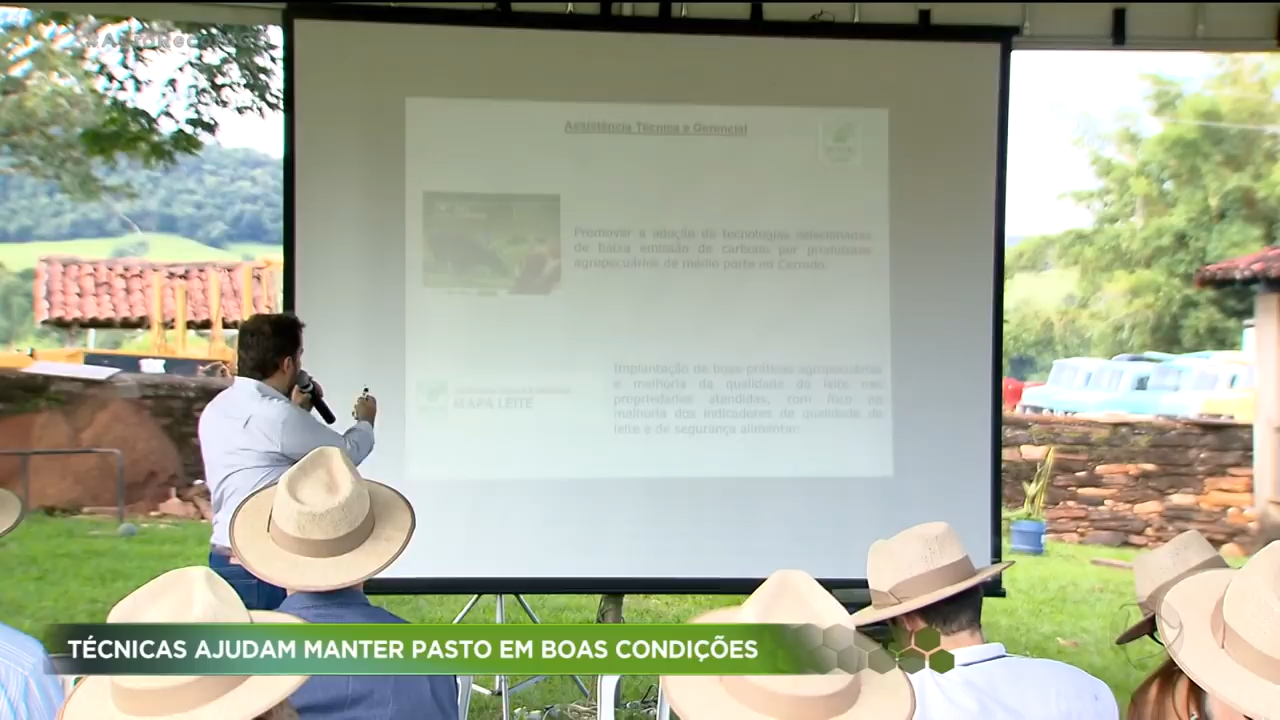 Assistência Técnica e Gerencial
Promover a adoção de tecnologias selecionadas
de baixa emissão de carbono por produtores
agropecuários de médio porte no Cerrado.
Implantação de boas práticas agropecuárias
e melhoria da qualidade do leite nas
propriedades atendidas, com foco na
melhoria dos indicadores de qualidade do
leite e de segurança alimentar.
MAPA LEITE
TÉCNICAS AJUDAM MANTER PASTO EM BOAS CONDIÇÕES